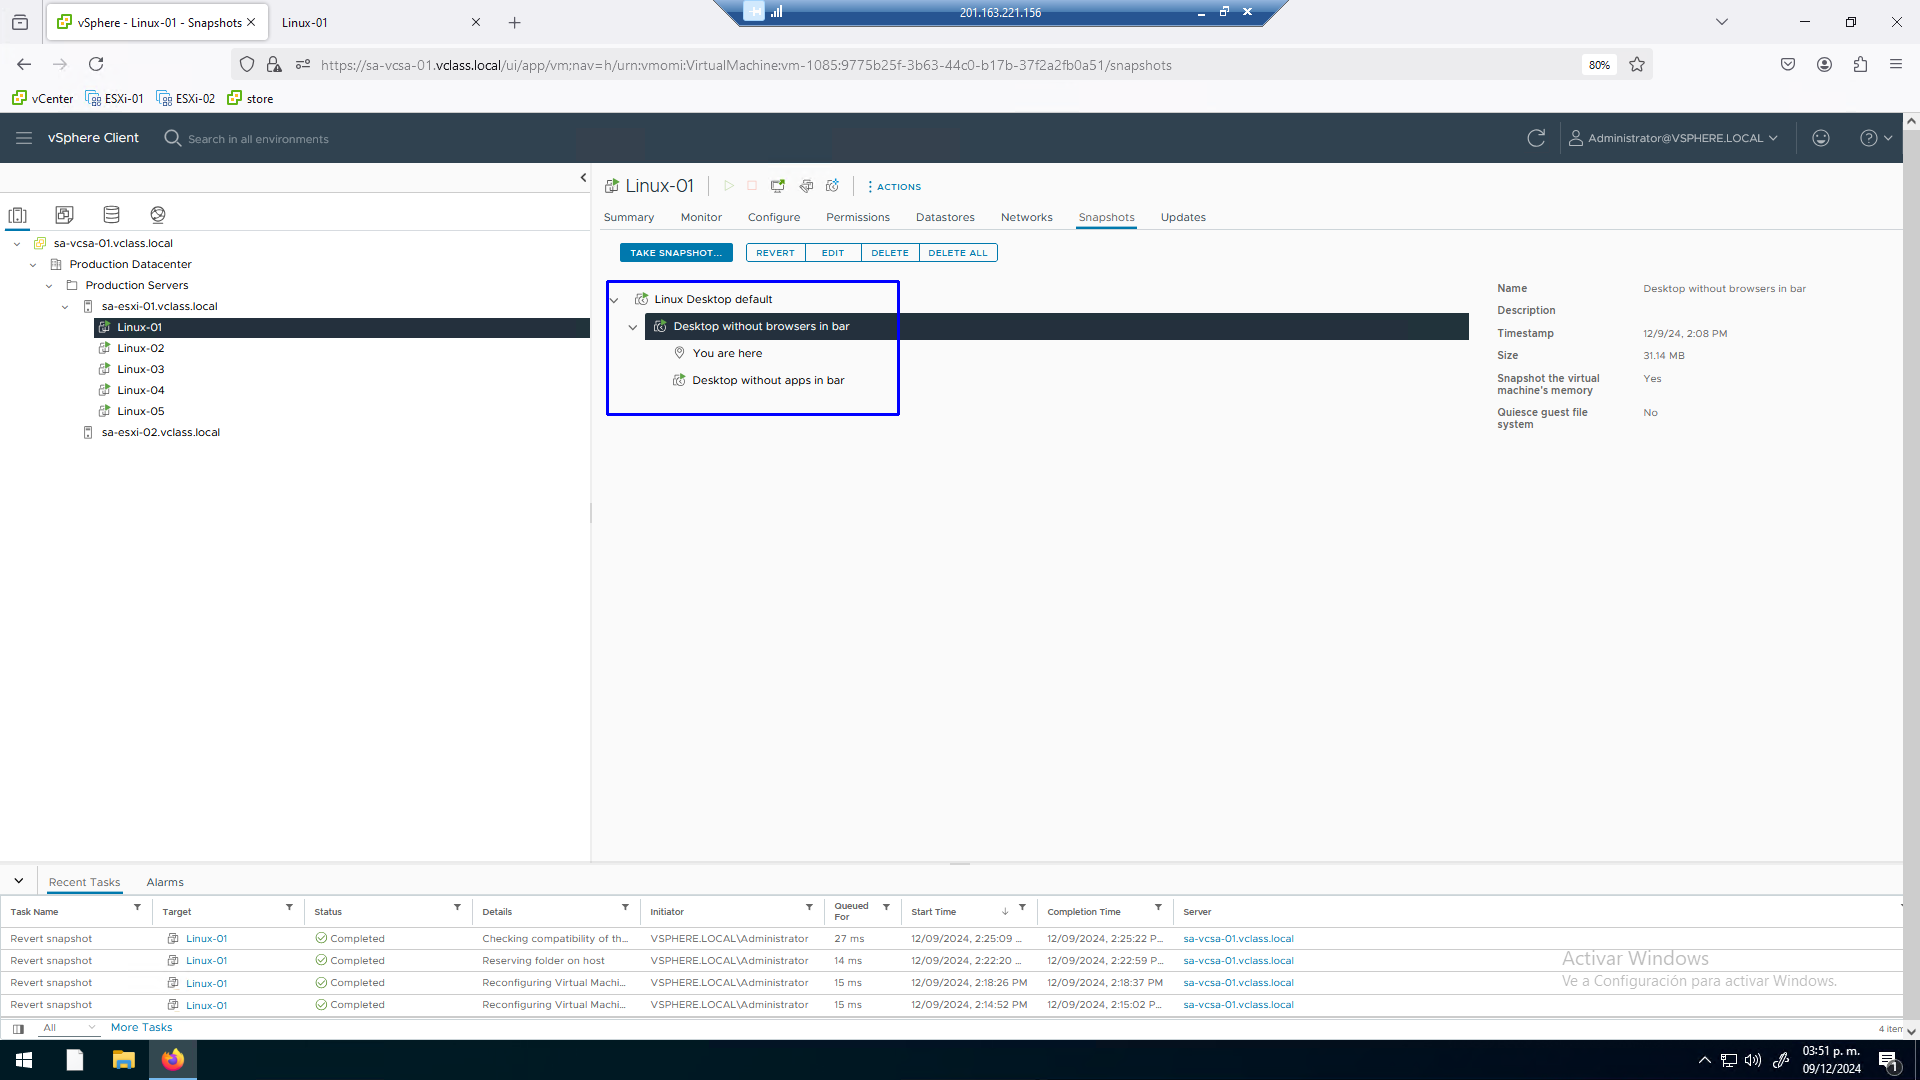 vSphere - Linux-01 - Snapshots
Linux-01
201.163.221.156
https://sa-vcsa-01.vclass.local/ui/app/vm;nav=h/urn:vmomi:VirtualMachine:vm-1085:9775b25f-3b63-44c0-b17b-37f2a2fb0a51/snapshots
80%
vCenter ESXi-01 ESXi-02 store
vSphere Client
Search in all environments
Administrator@VSPHERE.LOCAL
sa-vcsa-01.vclass.local
Production Datacenter
Production Servers
sa-esxi-01.vclass.local
Linux-01
Linux-02
Linux-03
Linux-04
Linux-05
sa-esxi-02.vclass.local
Linux-01
ACTIONS
Summary Monitor Configure Permissions Datastores Networks Snapshots Updates
TAKE SNAPSHOT... REVERT EDIT DELETE DELETE ALL
Linux Desktop default
Desktop without browsers in bar
You are here
Desktop without apps in bar
Name Desktop without browsers in bar
Description
Timestamp 12/9/24, 2:08 PM
Size 31.14 MB
Snapshot the virtual machine's memory Yes
Quiesce guest file system No
Recent Tasks Alarms
Task Name Target Status Details Initiator Queued For Start Time Completion Time Server
Revert snapshot Linux-01 Completed Checking compatibility of th... VSPHERE.LOCAL\Administrator 27 ms 12/09/2024, 2:25:09 ... 12/09/2024, 2:25:22 P... sa-vcsa-01.vclass.local
Revert snapshot Linux-01 Completed Reserving folder on host VSPHERE.LOCAL\Administrator 14 ms 12/09/2024, 2:22:20 ... 12/09/2024, 2:22:59 P... sa-vcsa-01.vclass.local
Revert snapshot Linux-01 Completed Reconfiguring Virtual Machi... VSPHERE.LOCAL\Administrator 15 ms 12/09/2024, 2:18:26 PM 12/09/2024, 2:18:37 PM sa-vcsa-01.vclass.local
Revert snapshot Linux-01 Completed Reconfiguring Virtual Machi... VSPHERE.LOCAL\Administrator 15 ms 12/09/2024, 2:14:52 PM 12/09/2024, 2:15:02 P... sa-vcsa-01.vclass.local
Activar Windows
Ve a Configuración para activar Windows.
All More Tasks
4 item
03:51 p. m.
09/12/2024
1